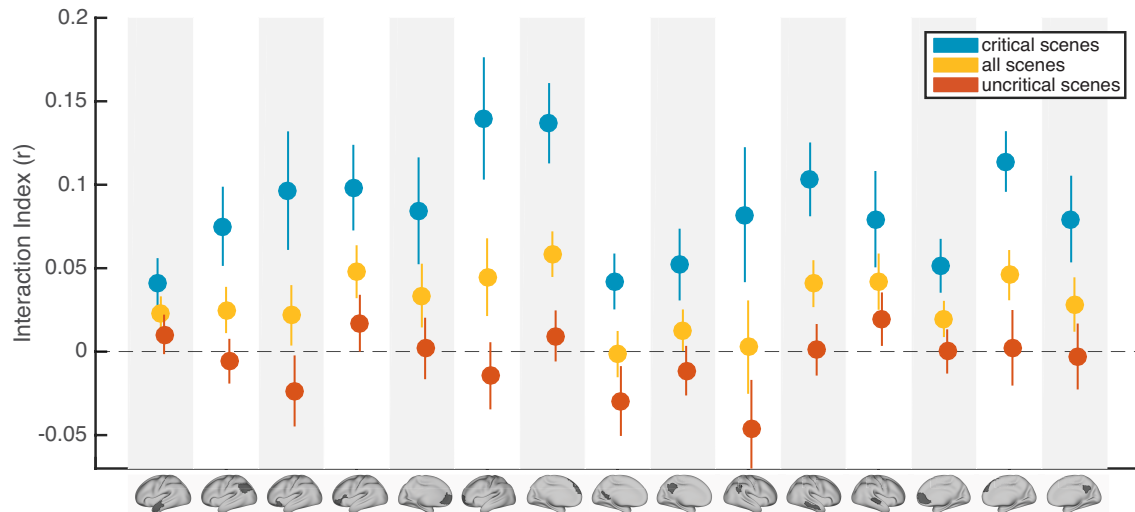 0.2
0.15
0.1
0.05
0
-0.05
Interaction Index (r)
critical scenes
all scenes
uncritical scenes